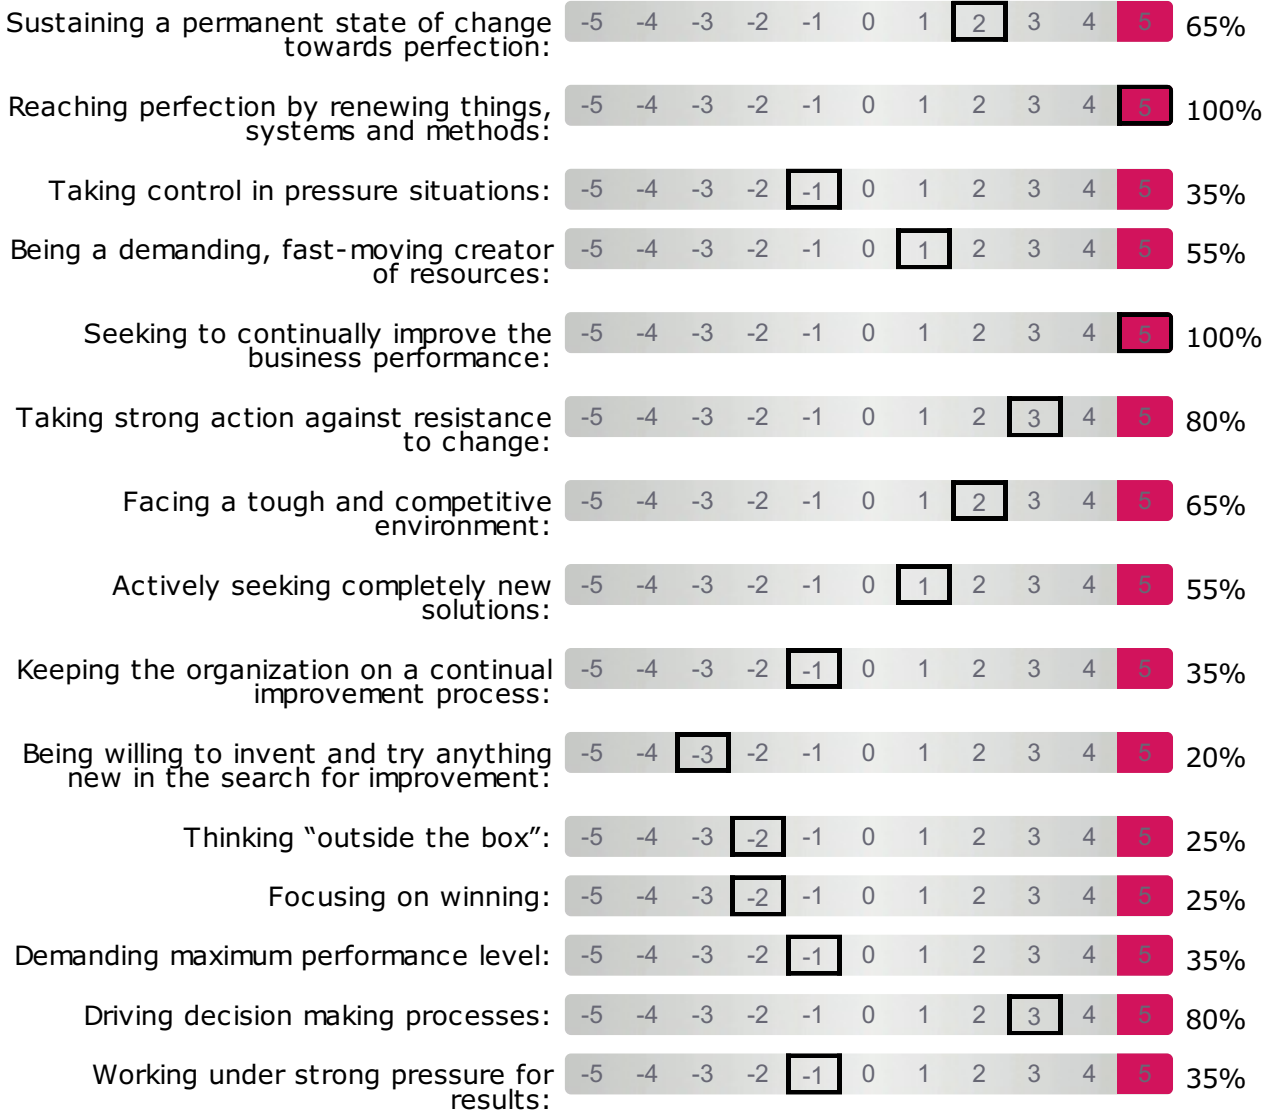 Sustaining a permanent state of change
towards perfection:
-5 -4 -3 -2 -1 0 1 2 3 4 5 65%
Reaching perfection by renewing things,
systems and methods:
-5 -4 -3 -2 -1 0 1 2 3 4 5 100%
Taking control in pressure situations:
-5 -4 -3 -2 -1 0 1 2 3 4 5 35%
Being a demanding, fast-moving creator
of resources:
-5 -4 -3 -2 -1 0 1 2 3 4 5 55%
Seeking to continually improve the
business performance:
-5 -4 -3 -2 -1 0 1 2 3 4 5 100%
Taking strong action against resistance
to change:
-5 -4 -3 -2 -1 0 1 2 3 4 5 80%
Facing a tough and competitive
environment:
-5 -4 -3 -2 -1 0 1 2 3 4 5 65%
Actively seeking completely new
solutions:
-5 -4 -3 -2 -1 0 1 2 3 4 5 55%
Keeping the organization on a continual
improvement process:
-5 -4 -3 -2 -1 0 1 2 3 4 5 35%
Being willing to invent and try anything
new in the search for improvement:
-5 -4 -3 -2 -1 0 1 2 3 4 5 20%
Thinking “outside the box”:
-5 -4 -3 -2 -1 0 1 2 3 4 5 25%
Focusing on winning:
-5 -4 -3 -2 -1 0 1 2 3 4 5 25%
Demanding maximum performance level:
-5 -4 -3 -2 -1 0 1 2 3 4 5 35%
Driving decision making processes:
-5 -4 -3 -2 -1 0 1 2 3 4 5 80%
Working under strong pressure for
results:
-5 -4 -3 -2 -1 0 1 2 3 4 5 35%